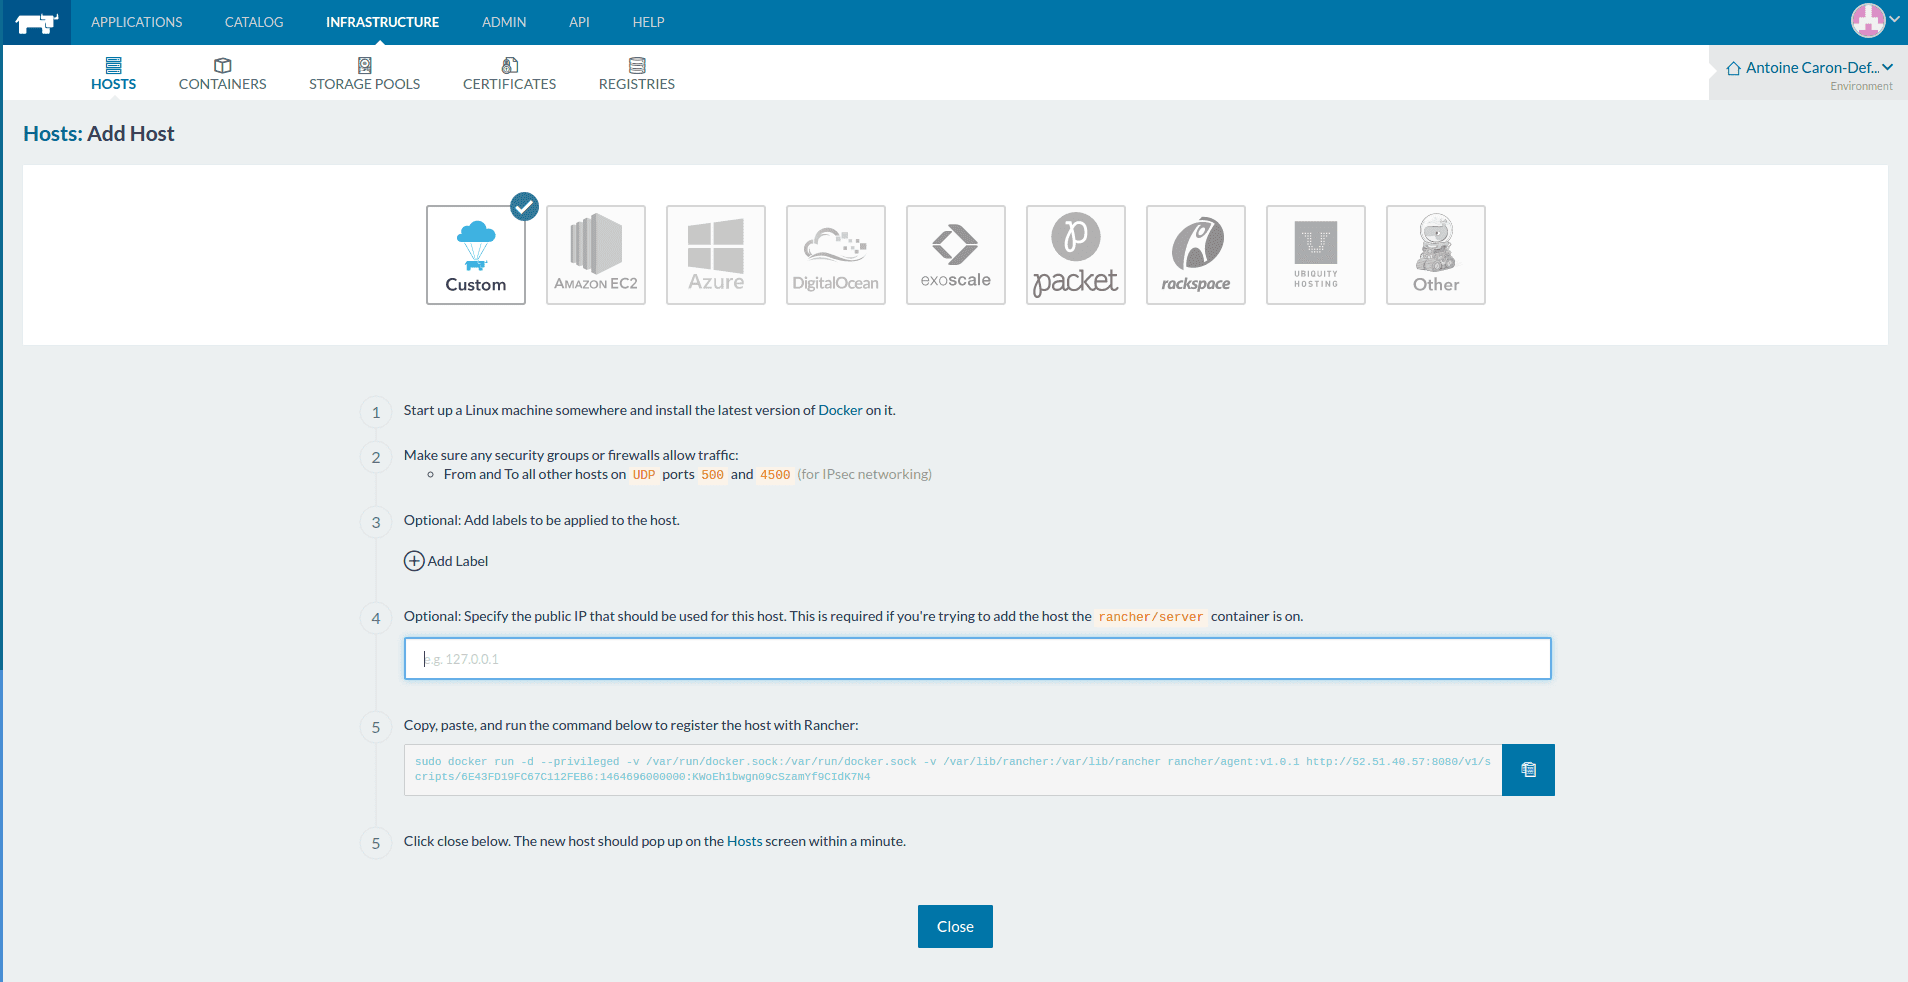 APPLICATIONS CATALOG INFRASTRUCTURE ADMIN API HELP
HOSTS CONTAINERS STORAGE POOLS CERTIFICATES REGISTRIES
Antoine Caron-Def...
Environment
Hosts: Add Host
Custom
AMAZON EC2
Azure
DigitalOcean
exoscale
packet
rackspace
UBIQUITY
HOSTING
Other
1 Start up a Linux machine somewhere and install the latest version of Docker on it.
2 Make sure any security groups or firewalls allow traffic:
From and To all other hosts on UDP ports 500 and 4500 (for IPsec networking)
3 Optional: Add labels to be applied to the host.
Add Label
4 Optional: Specify the public IP that should be used for this host. This is required if you're trying to add the host the rancher/server container is on.
e.g. 127.0.0.1
5 Copy, paste, and run the command below to register the host with Rancher:
sudo docker run -d --privileged -v /var/run/docker.sock:/var/run/docker.sock -v /var/lib/rancher:/var/lib/rancher rancher/agent:v1.0.1 http://52.51.40.57:8080/v1/s
cripts/6E43FD19FC67C112FEB6:1464696000000:KWoEh1bwgn09cSzamYf9CIdK7N4
5 Click close below. The new host should pop up on the Hosts screen within a minute.
Close